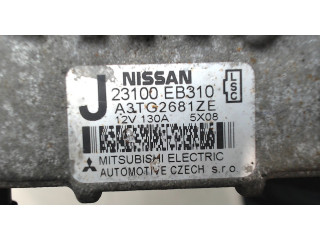 NISSAN
J 23100 EB310
A3TG2681ZE
12V 130A 5X08
LSC
MITSUBISHI ELECTRIC
AUTOMOTIVE CZECH s.r.o.